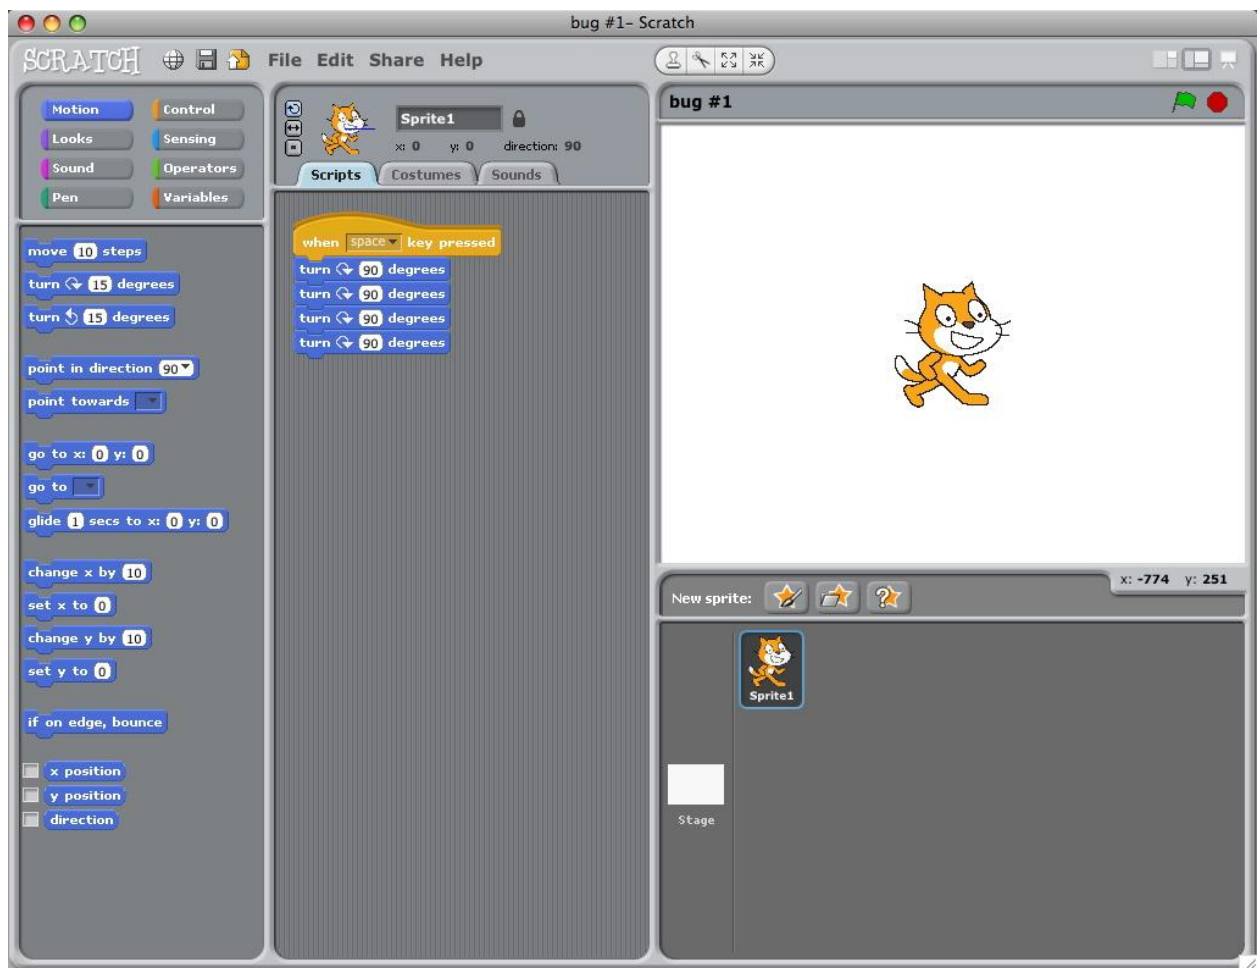 bug #1– Scratch
SCRATCH File Edit Share Help
Motion Control
Looks Sensing
Sound Operators
Pen Variables
move 10 steps
turn 15 degrees
turn 15 degrees
point in direction 90
point towards
go to x: 0 y: 0
go to
glide 1 secs to x: 0 y: 0
change x by 10
set x to 0
change y by 10
set y to 0
if on edge, bounce
x position
y position
direction
Sprite1
x: 0 y: 0 direction: 90
Scripts Costumes Sounds
when space key pressed
turn 90 degrees
turn 90 degrees
turn 90 degrees
turn 90 degrees
bug #1
x: -774 y: 251
New sprite:
Sprite1
Stage